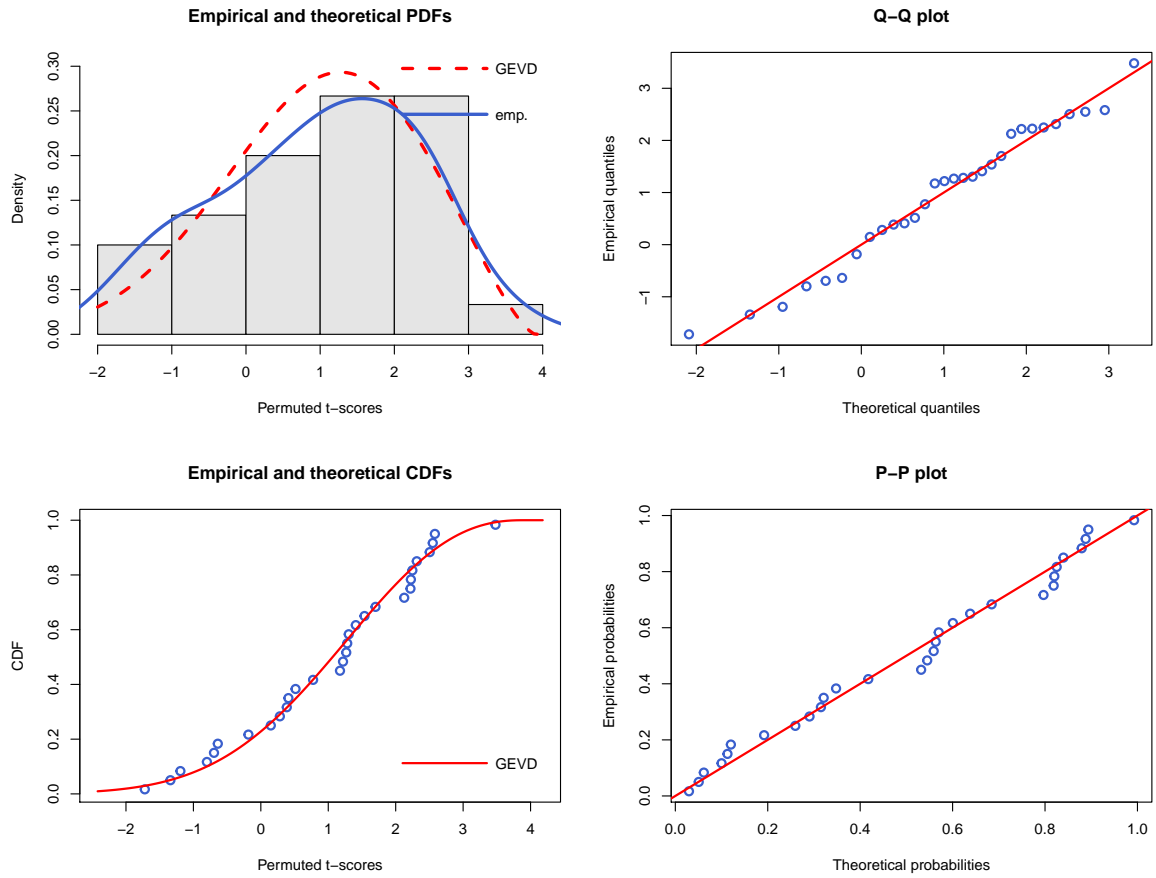 Empirical and theoretical PDFs
Density
0.00 0.05 0.10 0.15 0.20 0.25 0.30
GEVD
emp.
−2 −1 0 1 2 3 4
Permuted t−scores
Q−Q plot
Empirical quantiles
−1 0 1 2 3
−2 −1 0 1 2 3
Theoretical quantiles
Empirical and theoretical CDFs
CDF
0.0 0.2 0.4 0.6 0.8 1.0
GEVD
−2 −1 0 1 2 3 4
Permuted t−scores
P−P plot
Empirical probabilities
0.0 0.2 0.4 0.6 0.8 1.0
0.0 0.2 0.4 0.6 0.8 1.0
Theoretical probabilities